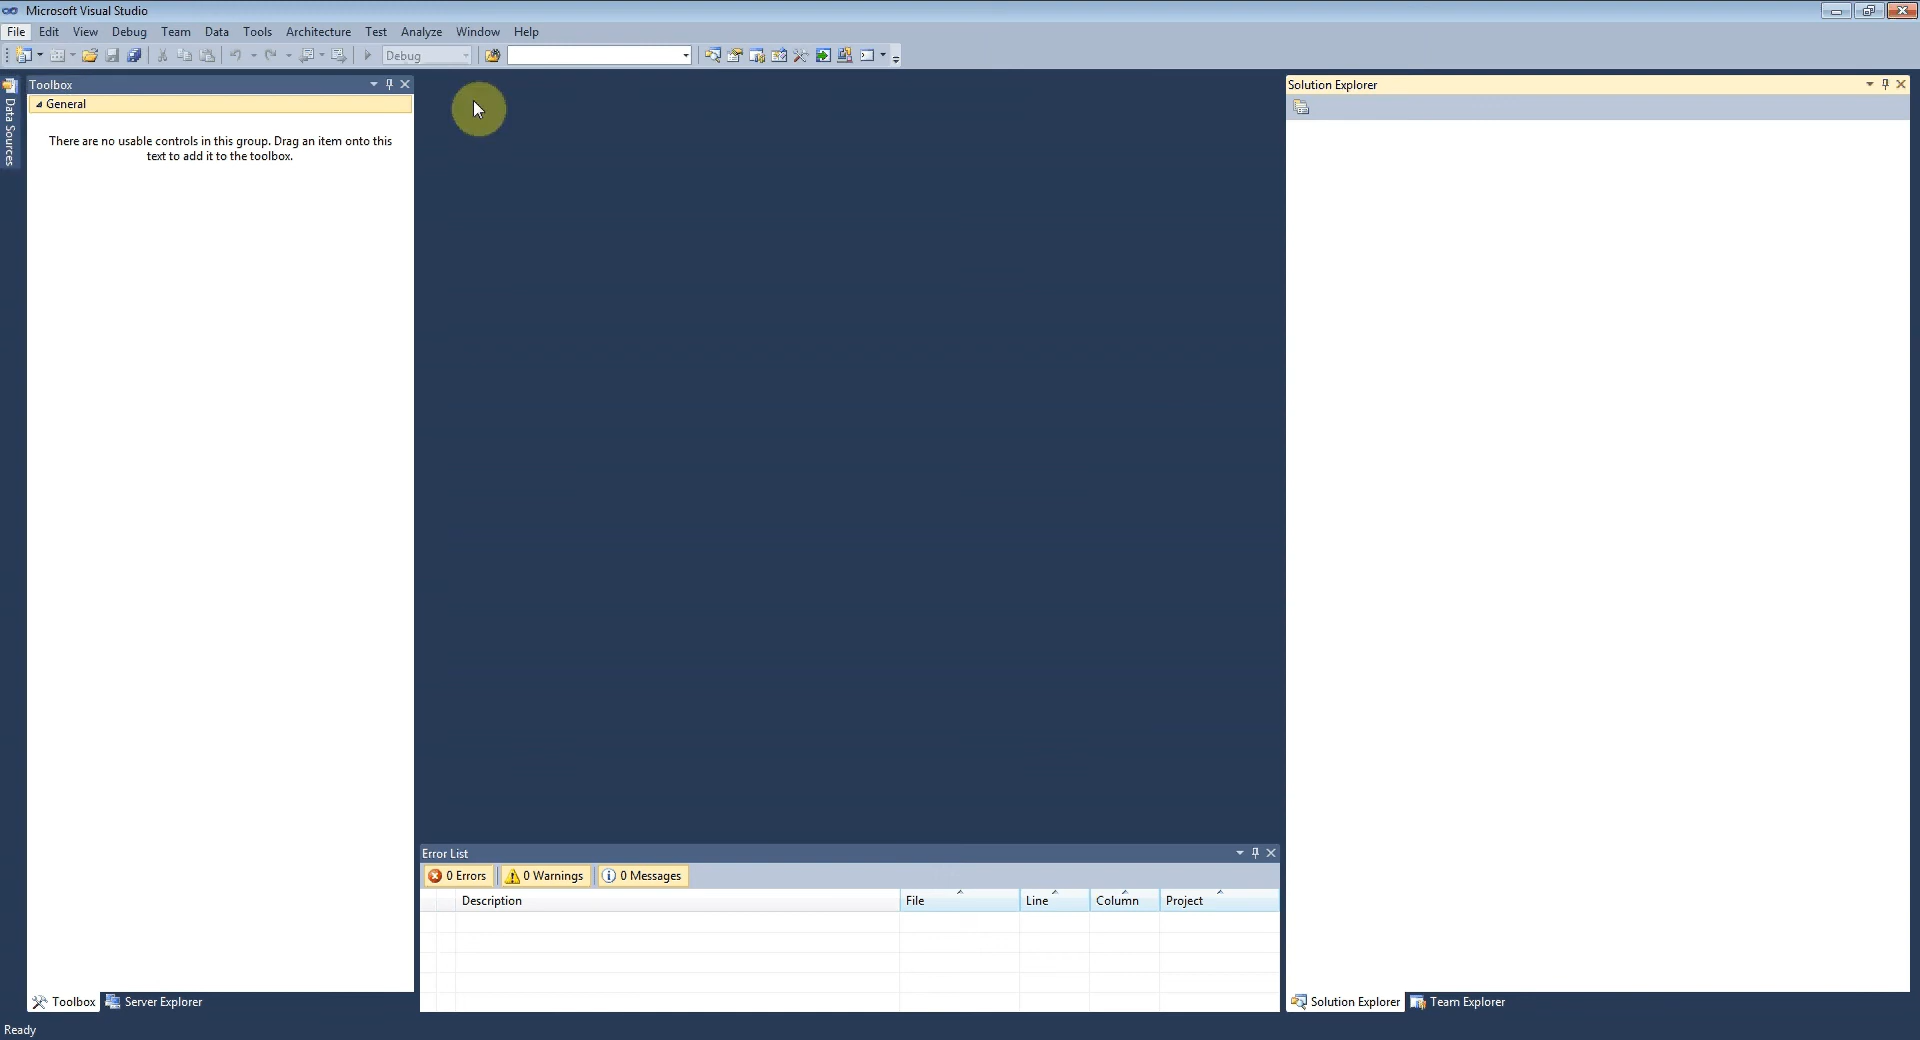 Microsoft Visual Studio
File Edit View Debug Team Data Tools Architecture Test Analyze Window Help
Debug
Data Sources
Toolbox
General
There are no usable controls in this group. Drag an item onto this
text to add it to the toolbox.
Solution Explorer
Error List
0 Errors 0 Warnings 0 Messages
Description File Line Column Project
Toolbox Server Explorer
Solution Explorer Team Explorer
Ready